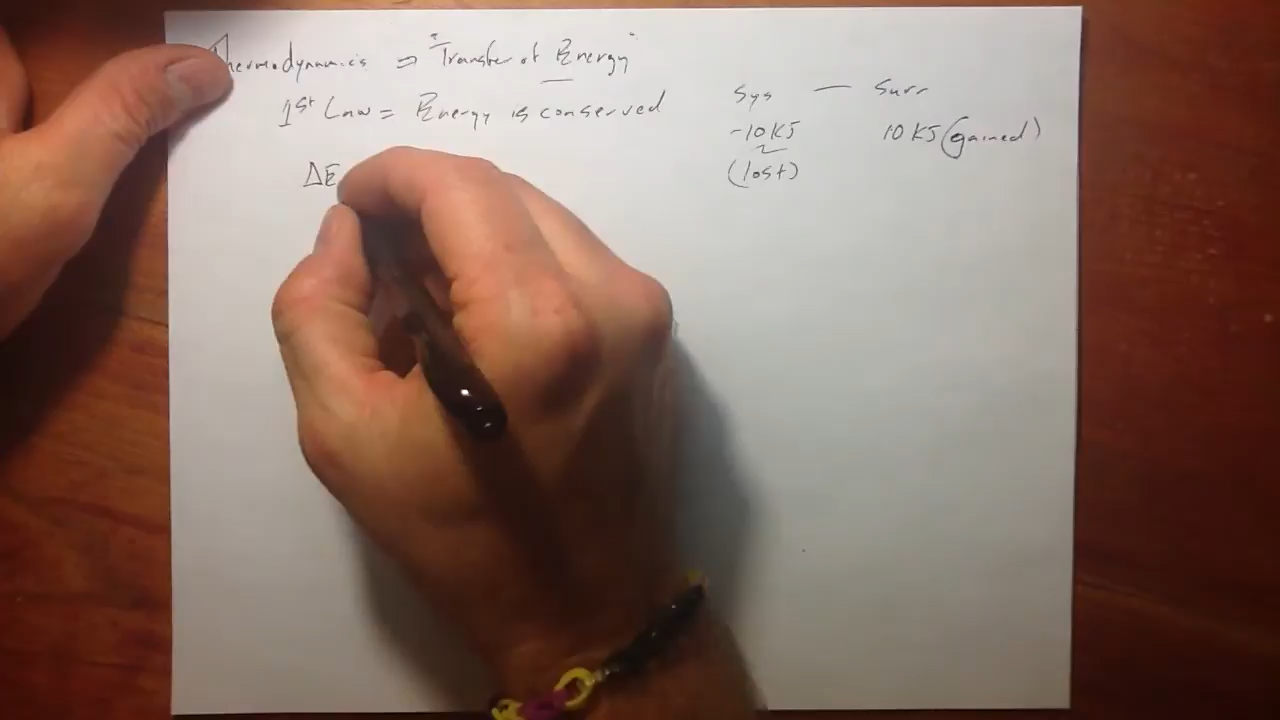 Thermodynamics ⇒ "Transfer of Energy"
1st Law = Energy is conserved
Sys — Surr
-10 KJ 10 KJ (gained)
(lost)
ΔE